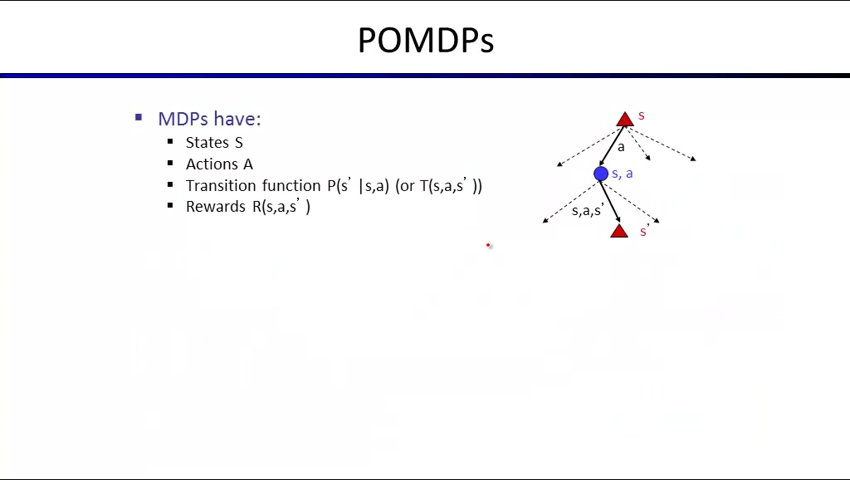 POMDPs
MDPs have:
States S
Actions A
Transition function P(s’ |s,a) (or T(s,a,s’ ))
Rewards R(s,a,s’ )
s
a
s, a
s,a,s’
s’